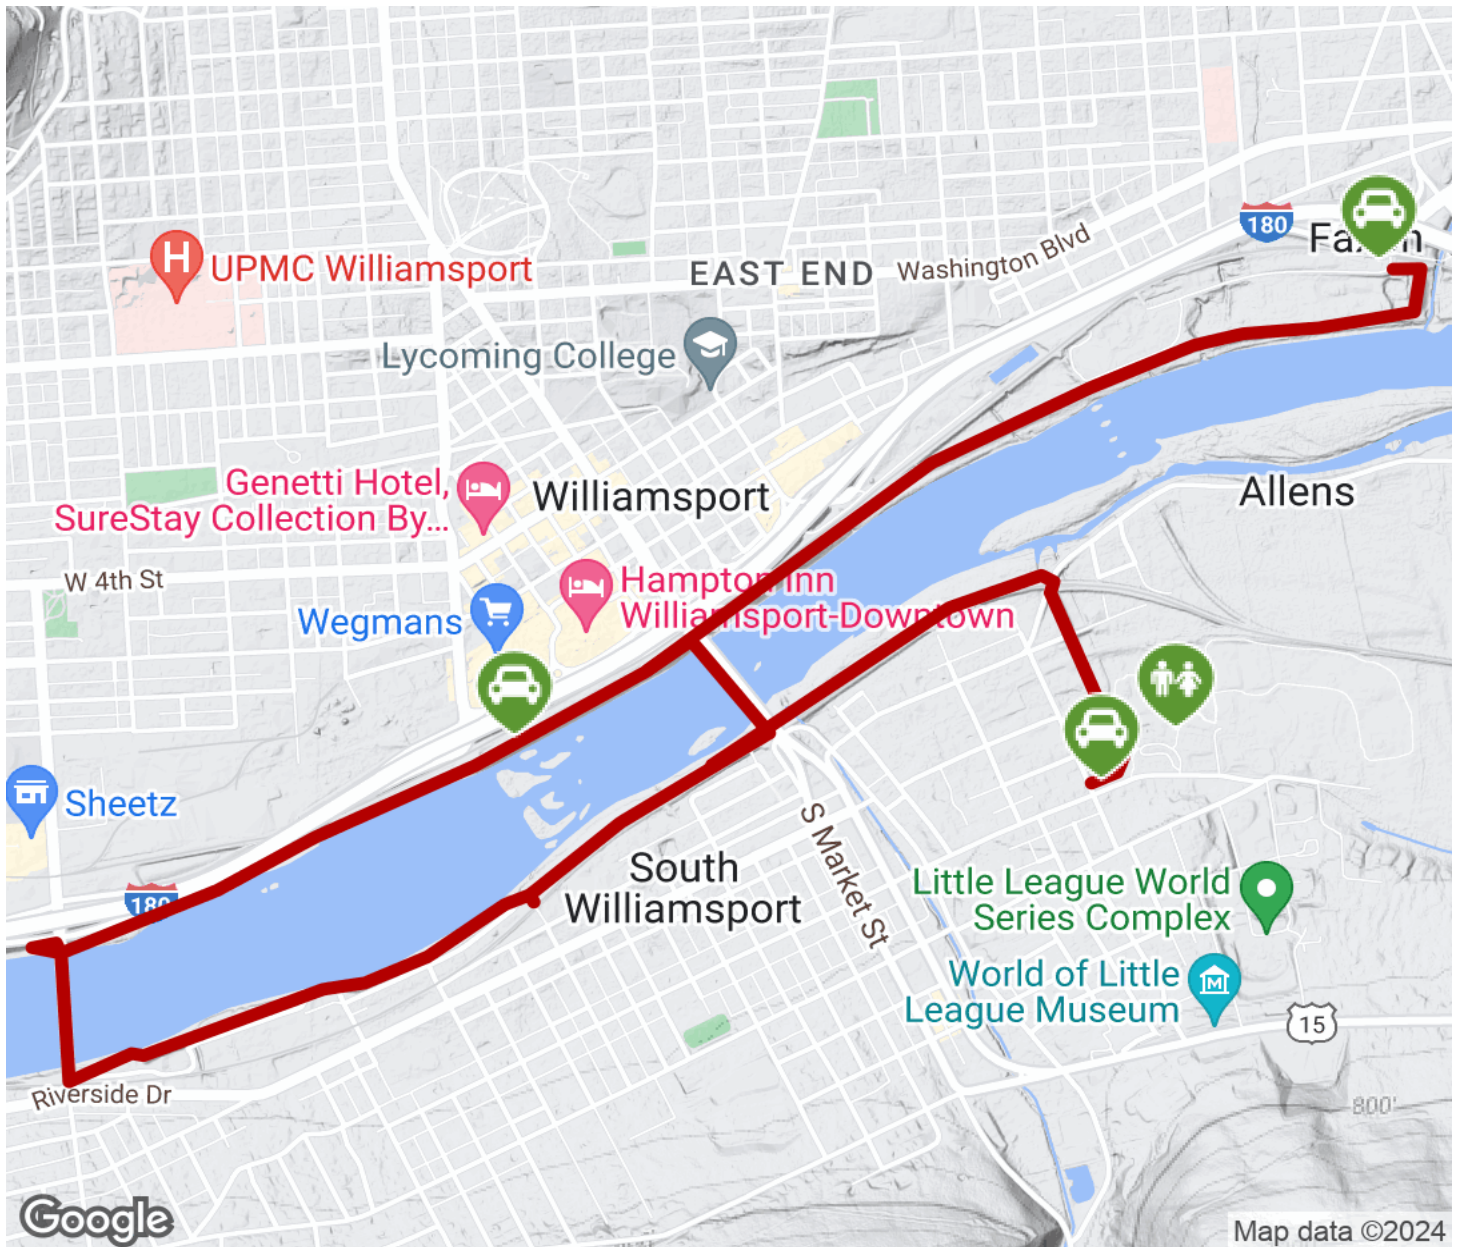 180
Faxon
Washington Blvd
EAST END
H
UPMC Williamsport
Lycoming College
Genetti Hotel,
SureStay Collection By...
Williamsport
Allens
W 4th St
Hampton Inn
Williamsport-Downtown
Wegmans
Sheetz
180
S Market St
South
Williamsport
Little League World
Series Complex
World of Little
League Museum
M
15
Riverside Dr
800'
Google
Map data ©2024